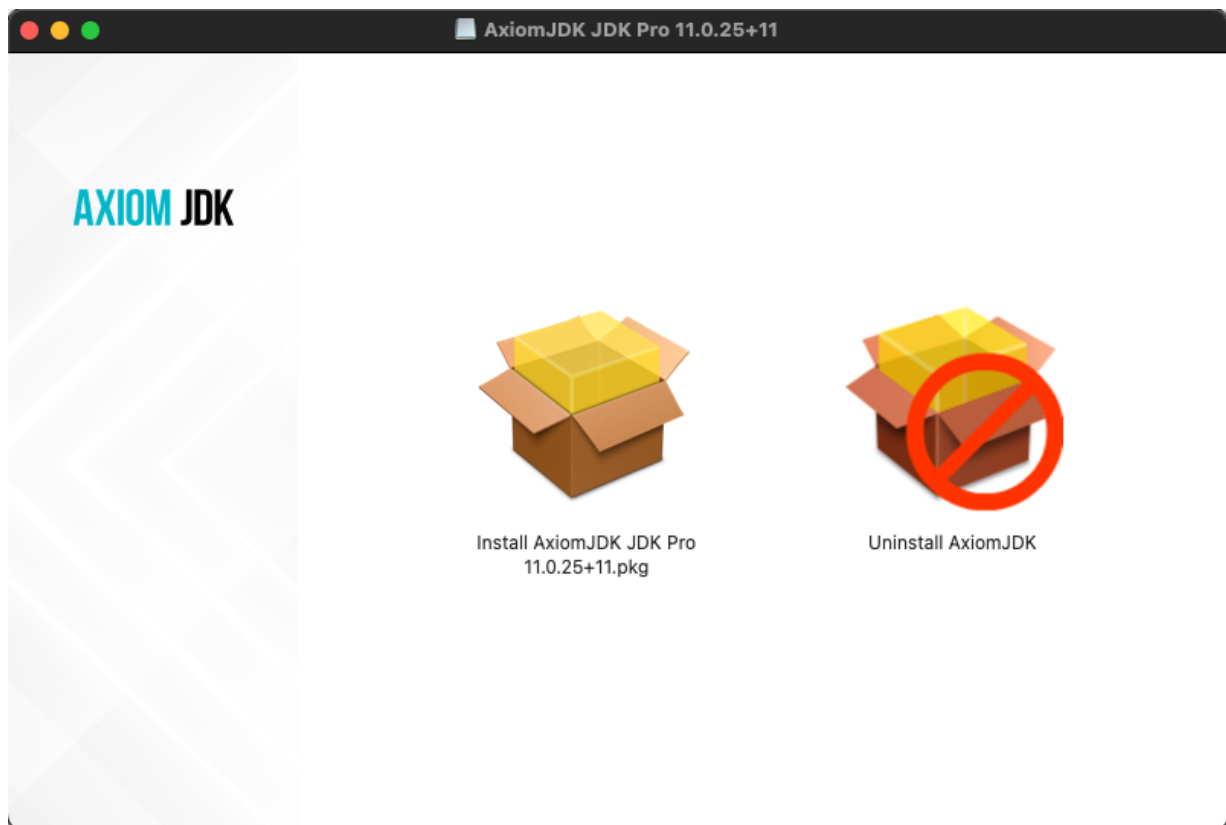 AxiomJDK JDK Pro 11.0.25+11
AXIOM JDK
Install AxiomJDK JDK Pro
11.0.25+11.pkg
Uninstall AxiomJDK